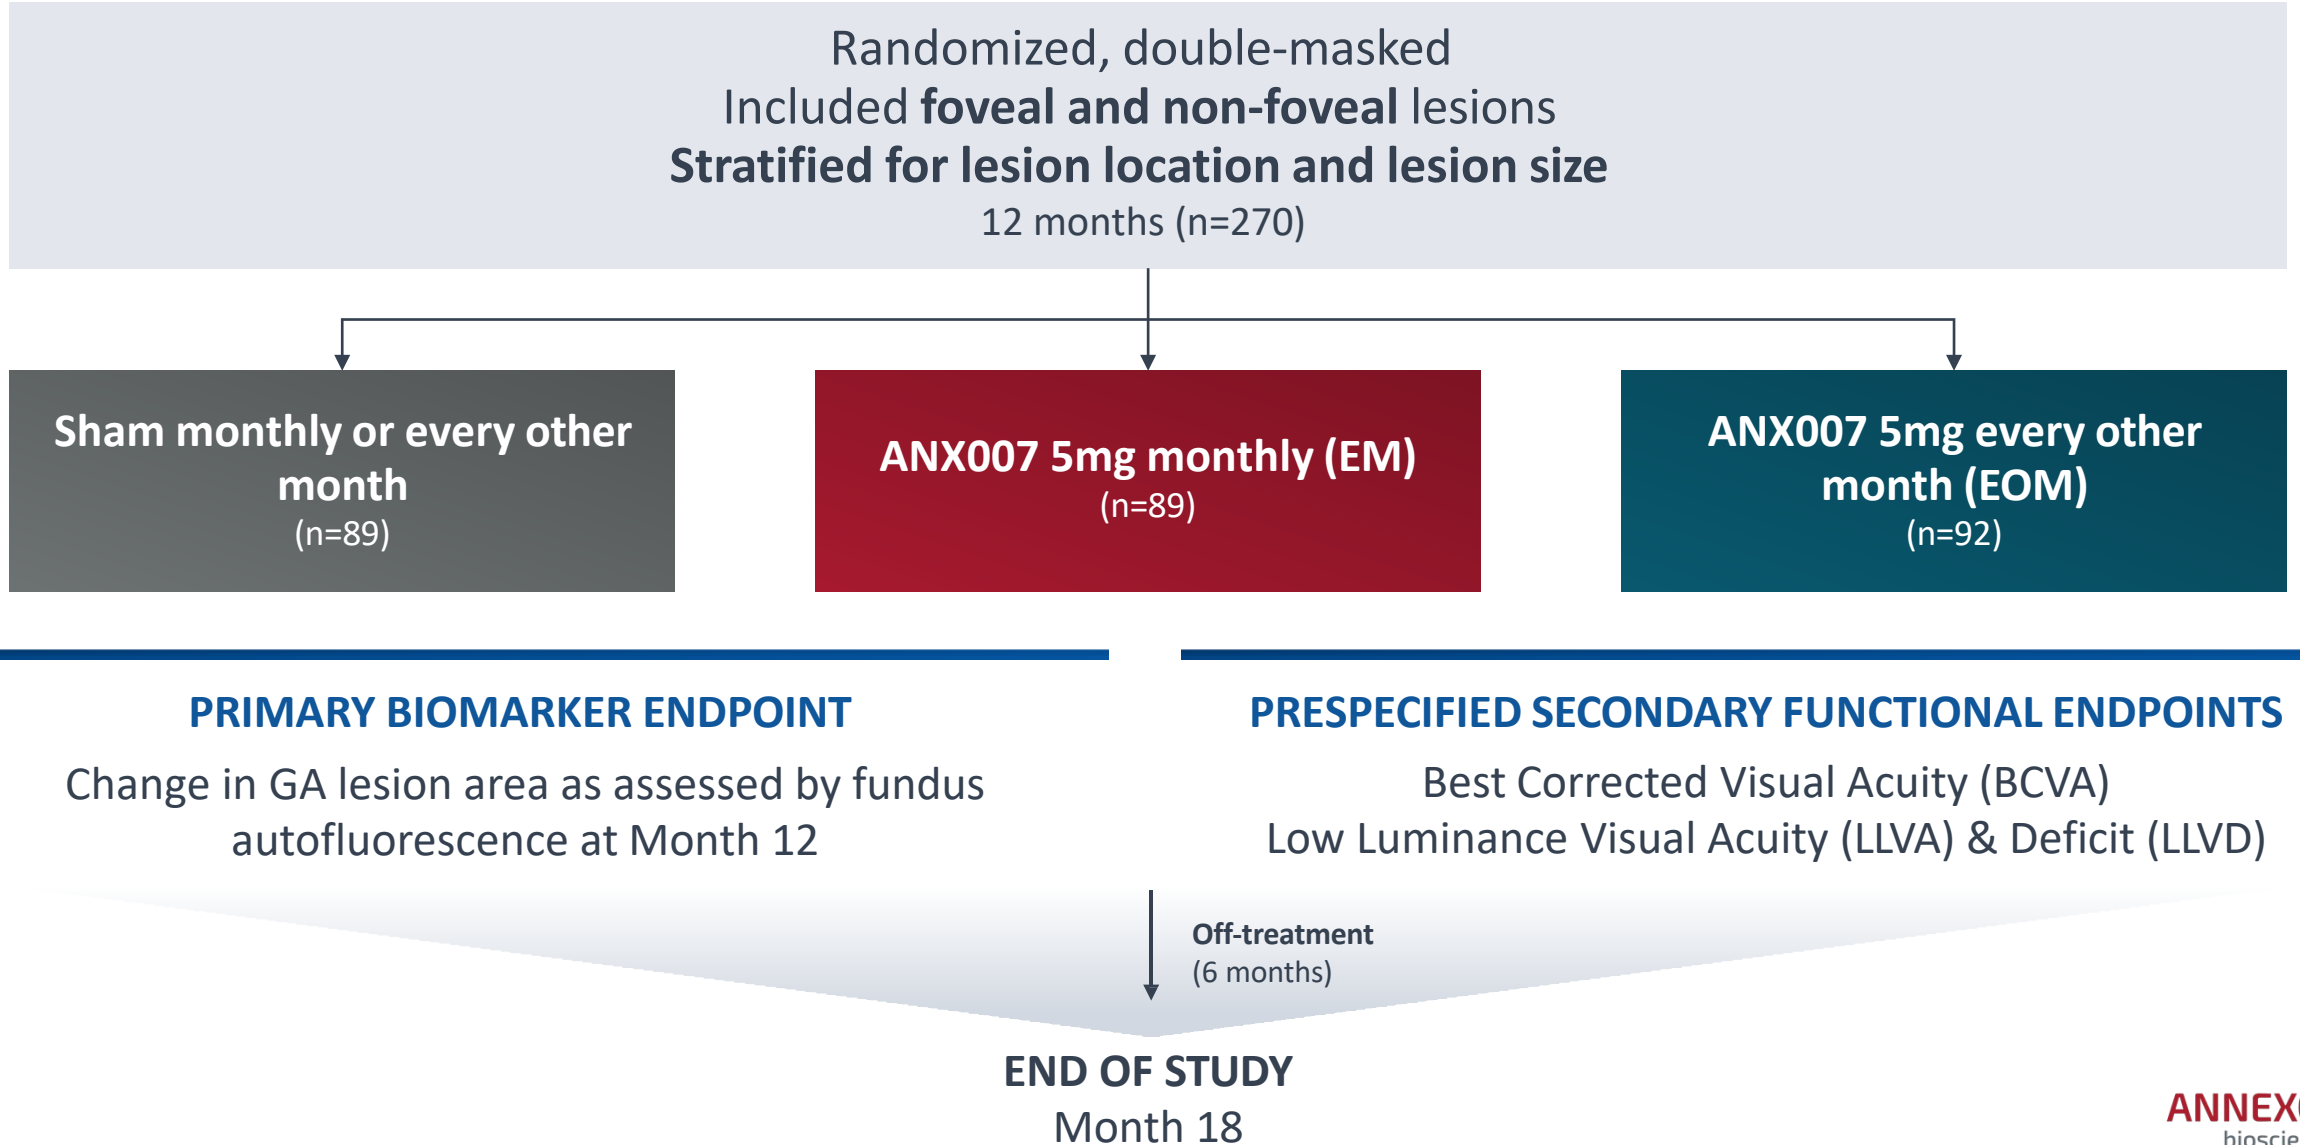 Randomized, double-masked
Included foveal and non-foveal lesions
Stratified for lesion location and lesion size
12 months (n=270)
Sham monthly or every other
month
(n=89)
ANX007 5mg monthly (EM)
(n=89)
ANX007 5mg every other
month (EOM)
(n=92)
PRIMARY BIOMARKER ENDPOINT
Change in GA lesion area as assessed by fundus
autofluorescence at Month 12
PRESPECIFIED SECONDARY FUNCTIONAL ENDPOINTS
Best Corrected Visual Acuity (BCVA)
Low Luminance Visual Acuity (LLVA) & Deficit (LLVD)
Off-treatment
(6 months)
END OF STUDY
Month 18